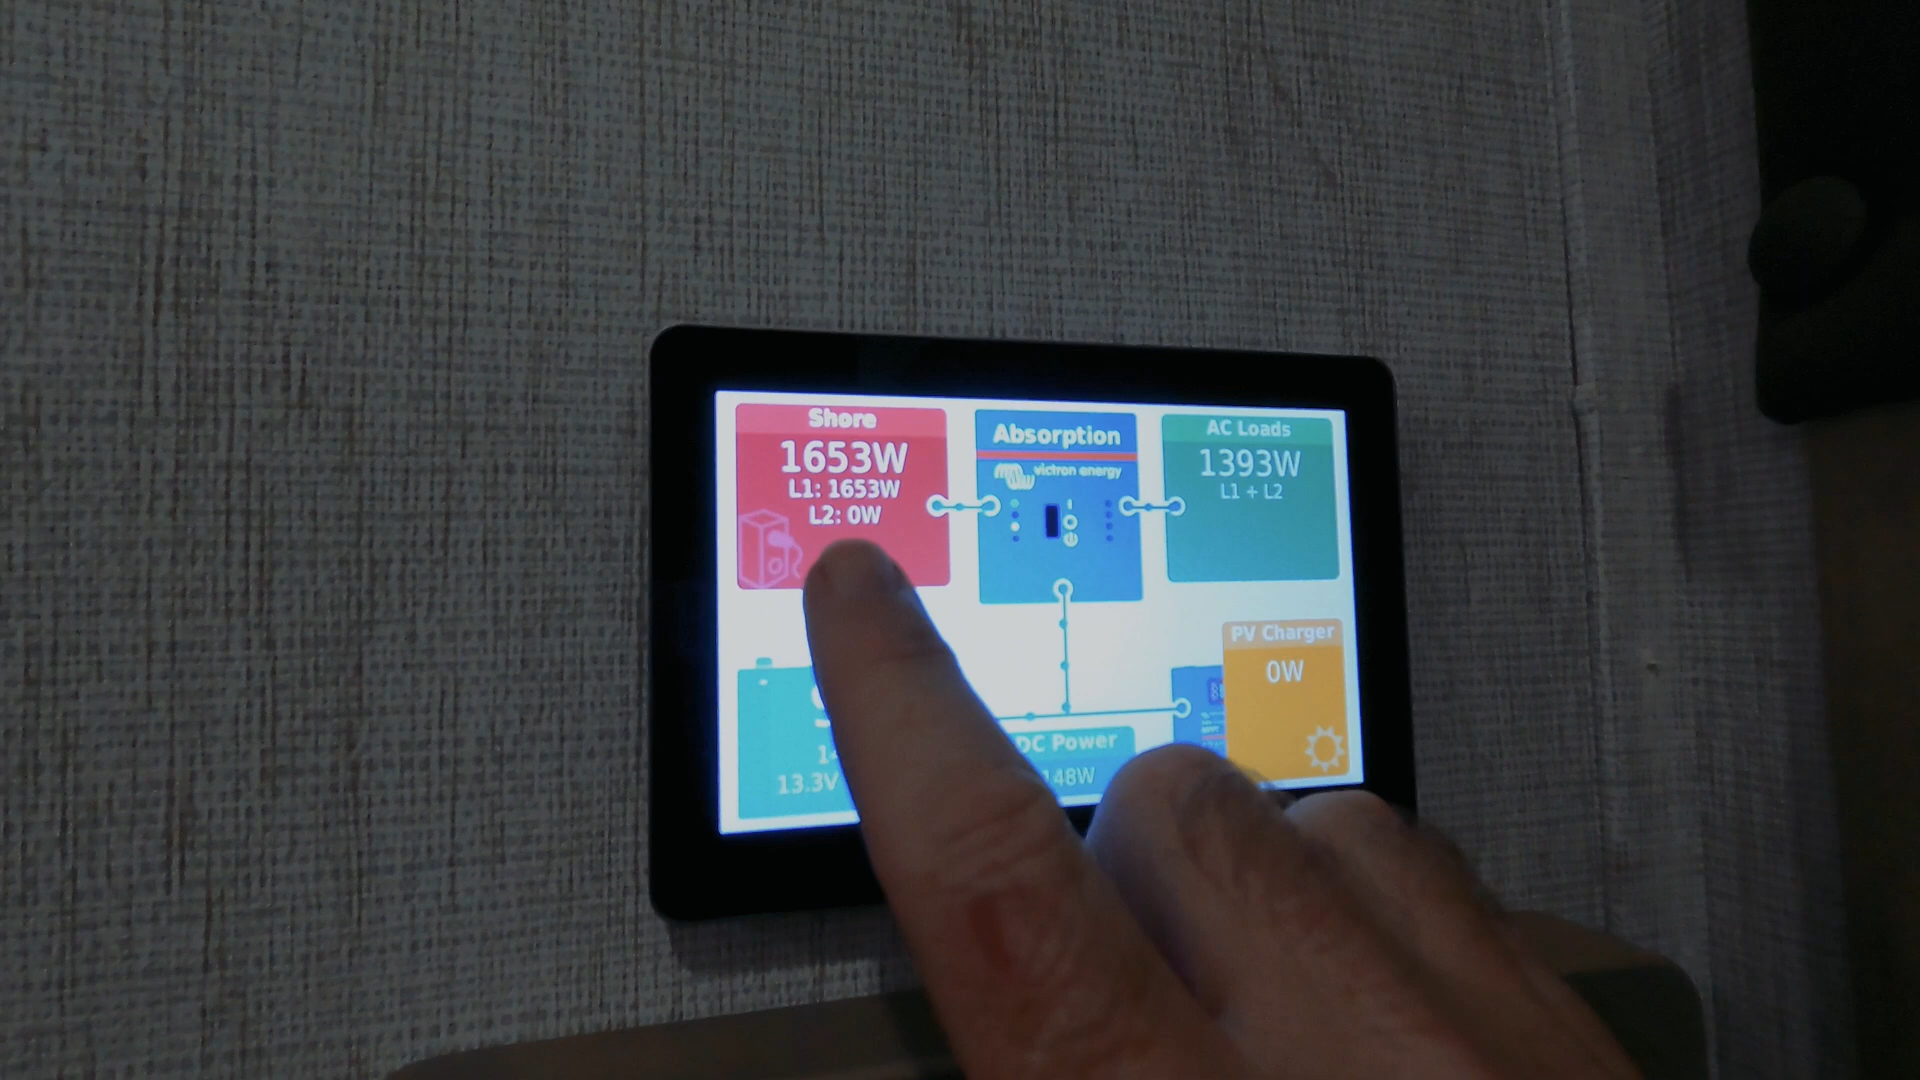 Shore
1653W
L1: 1653W
L2: 0W
Absorption
victron energy
AC Loads
1393W
L1 + L2
PV Charger
0W
13.3V
DC Power
148W